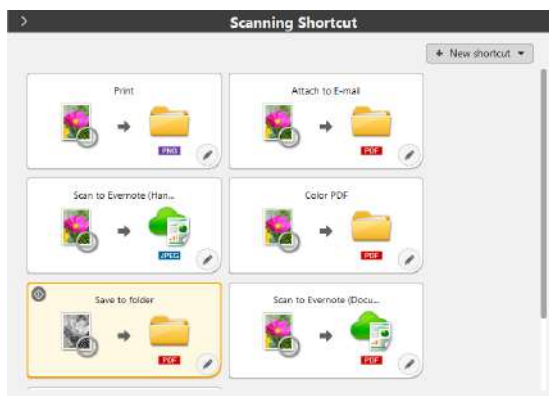 Scanning Shortcut
+ New shortcut
Print
PNG
Attach to E-mail
PDF
Scan to Evernote (Han...
JPEG
Color PDF
PDF
Save to folder
PDF
Scan to Evernote (Docu...
PDF